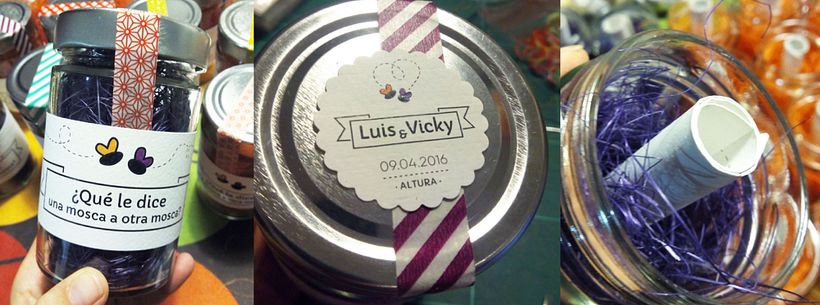 ¿Qué le dice
una mosca a otra mosca?
Luis & Vicky
09.04.2016
· ALTURA ·